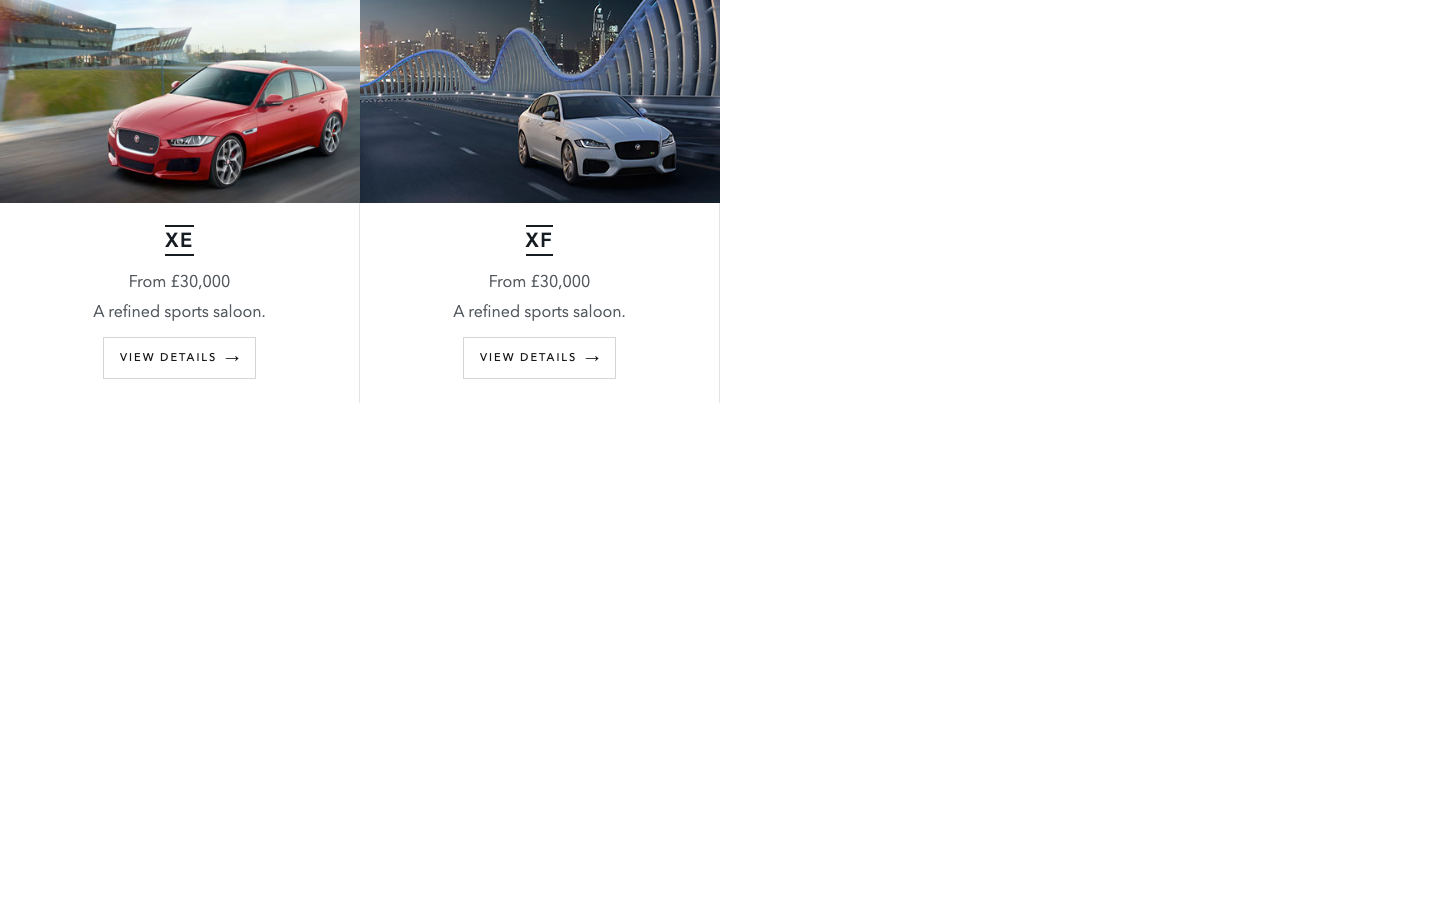 XE
From £30,000
A refined sports saloon.
VIEW DETAILS →
XF
From £30,000
A refined sports saloon.
VIEW DETAILS →